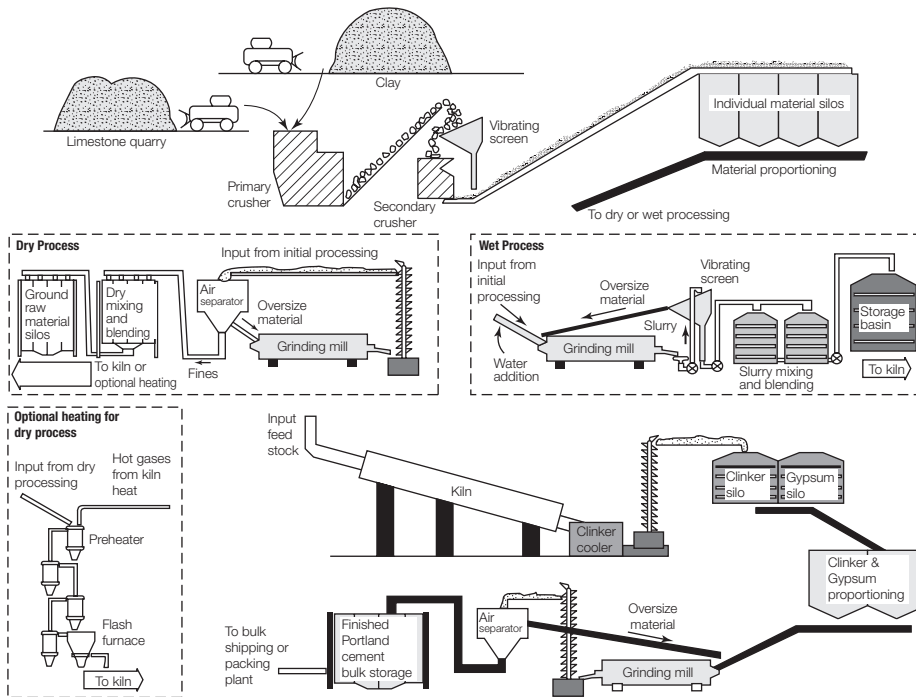 Clay
Limestone quarry
Primary
crusher
Vibrating
screen
Secondary
crusher
Individual material silos
Material proportioning
To dry or wet processing
Dry Process
Input from initial processing
Ground
raw
material
silos
Dry
mixing
and
blending
Air
separator
Oversize
material
Grinding mill
To kiln or
optional heating
Fines
Wet Process
Input from
initial
processing
Oversize
material
Vibrating
screen
Slurry
Grinding mill
Water
addition
Slurry mixing
and blending
Storage
basin
To kiln
Optional heating for
dry process
Input from dry
processing
Hot gases
from kiln
heat
Preheater
Flash
furnace
To kiln
Input
feed
stock
Kiln
Clinker
cooler
Clinker
silo
Gypsum
silo
Clinker &
Gypsum
proportioning
To bulk
shipping or
packing
plant
Finished
Portland
cement
bulk storage
Air
separator
Oversize
material
Grinding mill